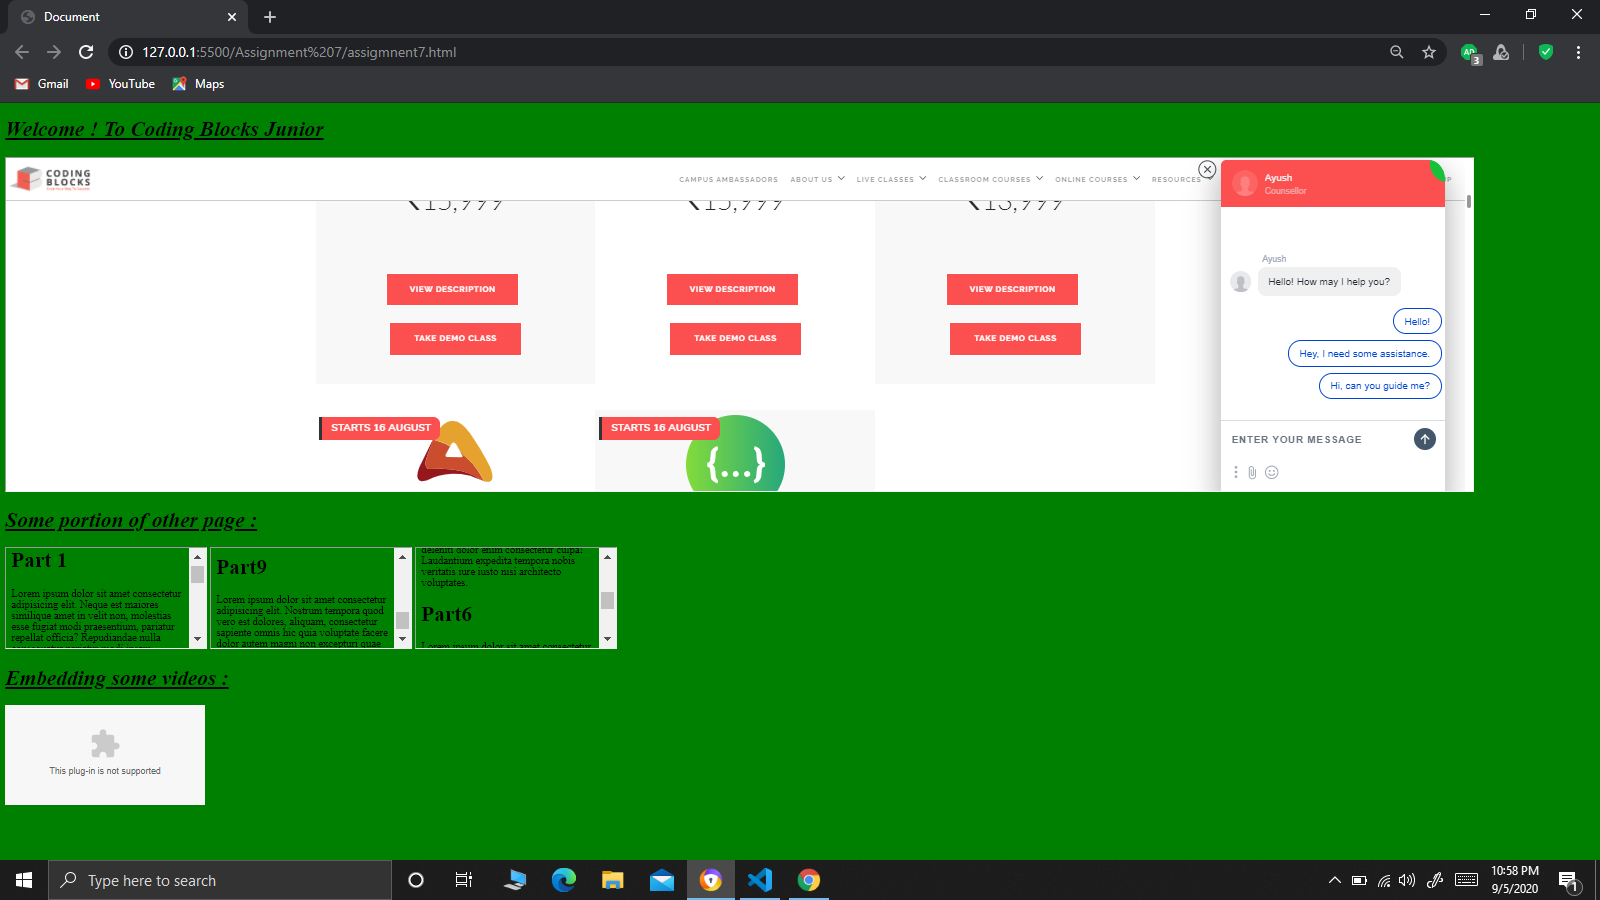 Document
127.0.0.1:5500/Assignment%207/assigmnent7.html
3
Gmail YouTube Maps
Welcome ! To Coding Blocks Junior
CODING
BLOCKS
CAMPUS AMBASSADORS ABOUT US LIVE CLASSES CLASSROOM COURSES ONLINE COURSES RESOURCES
₹15,999 ₹15,999 ₹13,999
VIEW DESCRIPTION VIEW DESCRIPTION VIEW DESCRIPTION
TAKE DEMO CLASS TAKE DEMO CLASS TAKE DEMO CLASS
STARTS 16 AUGUST STARTS 16 AUGUST
{...}
Ayush
Counsellor
Ayush
Hello! How may I help you?
Hello!
Hey, I need some assistance.
Hi, can you guide me?
ENTER YOUR MESSAGE
Some portion of other page :
Part 1
Lorem ipsum dolor sit amet consectetur
adipisicing elit. Neque est maiores
similique amet in velit non, molestias
esse fugiat modi praesentium. pariatur
repellat officia? Repudiandae nulla
Part9
Lorem ipsum dolor sit amet consectetur
adipisicing elit. Nostrum tempora quod
vero est dolores, aliquam, consectetur
sapiente omnis hic quia voluptate facere
dolor autem magni non excepturi quae
deleniti dolor enim consectetur culpa!
Laudantium expedita tempora nobis
veritatis iure iusto nisi architecto
voluptates.
Part6
Lorem ipsum dolor sit amet consectetur
Embedding some videos :
This plug-in is not supported
Type here to search
10:58 PM
9/5/2020
1